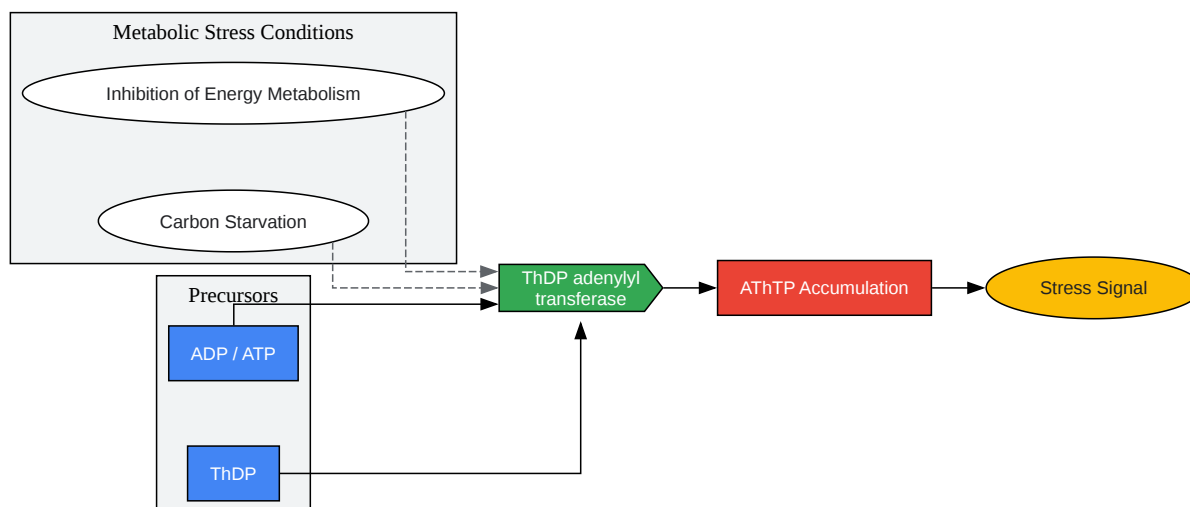 Metabolic Stress Conditions
Inhibition of Energy Metabolism
Carbon Starvation
Precursors
ADP / ATP
ThDP
ThDP adenylyl
transferase
AThTP Accumulation
Stress Signal